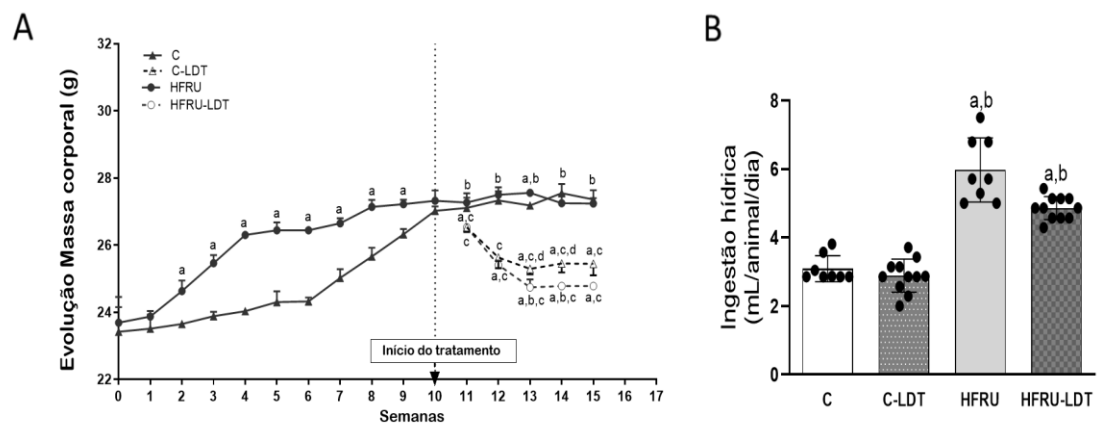 A
Evolução Massa corporal (g)
32
30
28
26
24
22
C
C-LDT
HFRU
HFRU-LDT
a
a
a
a
a
a
a
a
b
b
a,b
b
b
a,c
c
c
a,c
a,c,d
a,b,c
a,c,d
a,b,c
a,c
a,c
Início do tratamento
0 1 2 3 4 5 6 7 8 9 10 11 12 13 14 15 16 17
Semanas
B
Ingestão hídrica
(mL/animal/dia)
8
6
4
2
0
a,b
a,b
C C-LDT HFRU HFRU-LDT